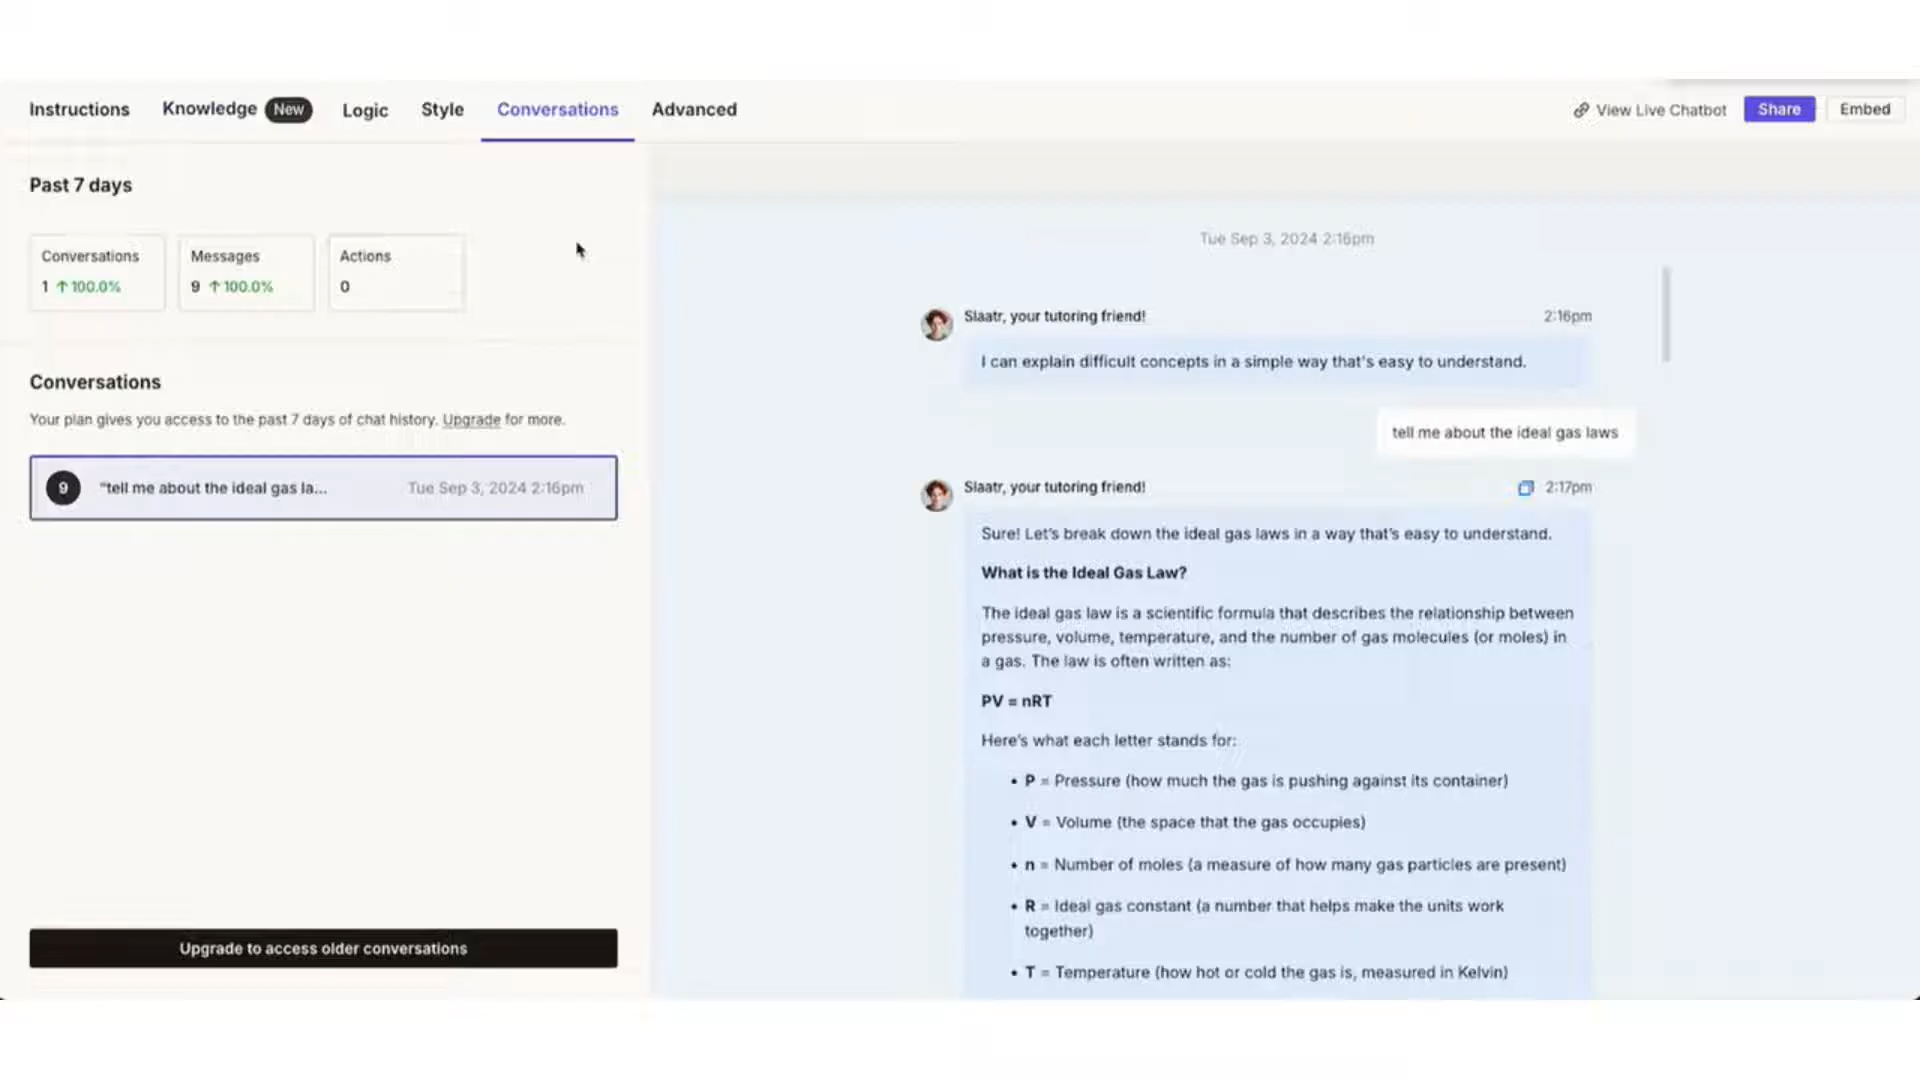 Instructions Knowledge New Logic Style Conversations Advanced View Live Chatbot Share Embed
Past 7 days
Conversations Messages Actions
1 ↑100.0% 9 ↑100.0% 0
Conversations
Your plan gives you access to the past 7 days of chat history. Upgrade for more.
9 "tell me about the ideal gas la... Tue Sep 3, 2024 2:16pm
Upgrade to access older conversations
Tue Sep 3, 2024 2:16pm
Slaatr, your tutoring friend! 2:16pm
I can explain difficult concepts in a simple way that's easy to understand.
tell me about the ideal gas laws
Slaatr, your tutoring friend! 2:17pm
Sure! Let's break down the ideal gas laws in a way that's easy to understand.
What is the Ideal Gas Law?
The ideal gas law is a scientific formula that describes the relationship between
pressure, volume, temperature, and the number of gas molecules (or moles) in
a gas. The law is often written as:
PV = nRT
Here's what each letter stands for:
• P = Pressure (how much the gas is pushing against its container)
• V = Volume (the space that the gas occupies)
• n = Number of moles (a measure of how many gas particles are present)
• R = Ideal gas constant (a number that helps make the units work
together)
• T = Temperature (how hot or cold the gas is, measured in Kelvin)